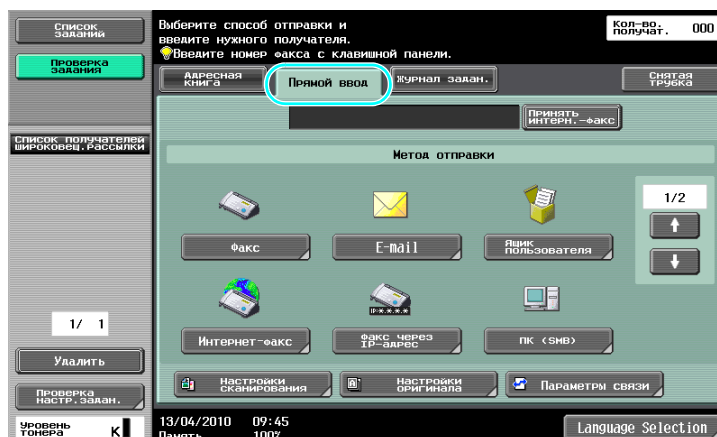 Список
заданий
Проверка
задания
Список получателей
широковещ.рассылки
1/ 1
Удалить
Проверка
настр.задан.
Уровень
тонера
K
Выберите способ отправки и
введите нужного получателя.
Введите номер факса с клавишной панели.
Кол-во.
получат.
000
Адресная
книга
Прямой ввод
Журнал задан.
Снятая
трубка
Принять
интерн.-факс
Метод отправки
Факс
E-mail
Ящик
пользователя
1/2
IP:*.*.*.*
Интернет-факс
Факс через
IP-адрес
ПК (SMB)
Настройки
сканирования
Настройки
оригинала
Параметры связи
13/04/2010 09:45
Память 100%
Language Selection